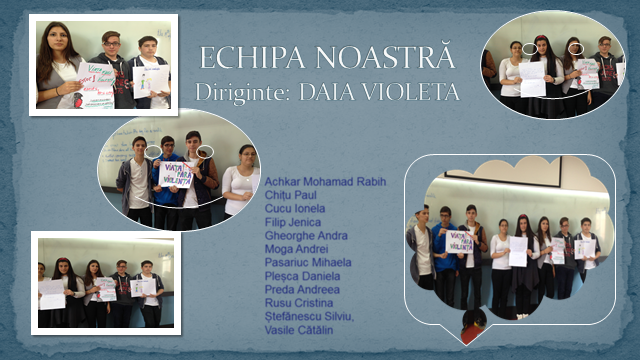 ECHIPA NOASTRĂ
Diriginte: DAIA VIOLETA
VIAȚA
FĂRĂ
VIOLENȚĂ
Achkar Mohamad Rabih
Chițu Paul
Cucu Ionela
Filip Jenica
Gheorghe Andra
Moga Andrei
Pasariuc Mihaela
Pleșca Daniela
Preda Andreea
Rusu Cristina
Ștefănescu Silviu,
Vasile Cătălin
VIAȚA
FĂRĂ
VIOLENȚĂ